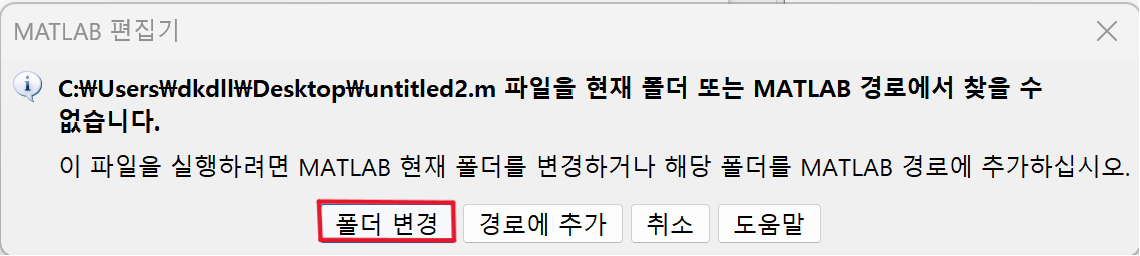 MATLAB 편집기
C:₩Users₩dkdll₩Desktop₩untitled2.m 파일을 현재 폴더 또는 MATLAB 경로에서 찾을 수
없습니다.
이 파일을 실행하려면 MATLAB 현재 폴더를 변경하거나 해당 폴더를 MATLAB 경로에 추가하십시오.
폴더 변경 경로에 추가 취소 도움말